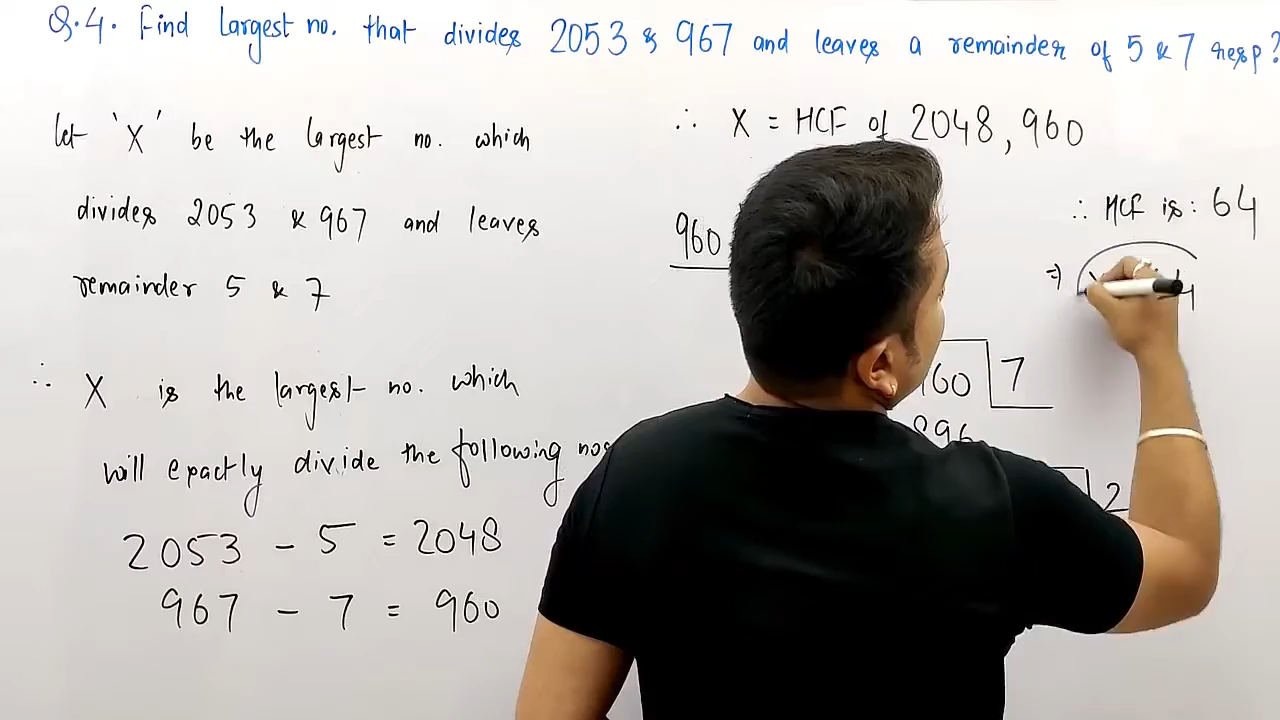 Q.4. Find largest no. that divides 2053 & 967 and leaves a remainder of 5 & 7 resp?
let 'X' be the largest no. which
divides 2053 & 967 and leaves
remainder 5 & 7
∴ X is the largest no. which
will exactly divide the following nos
2053 - 5 = 2048
967 - 7 = 960
∴ X = HCF of 2048, 960
960
60 7
896
2
∴ HCF is: 64
⇒